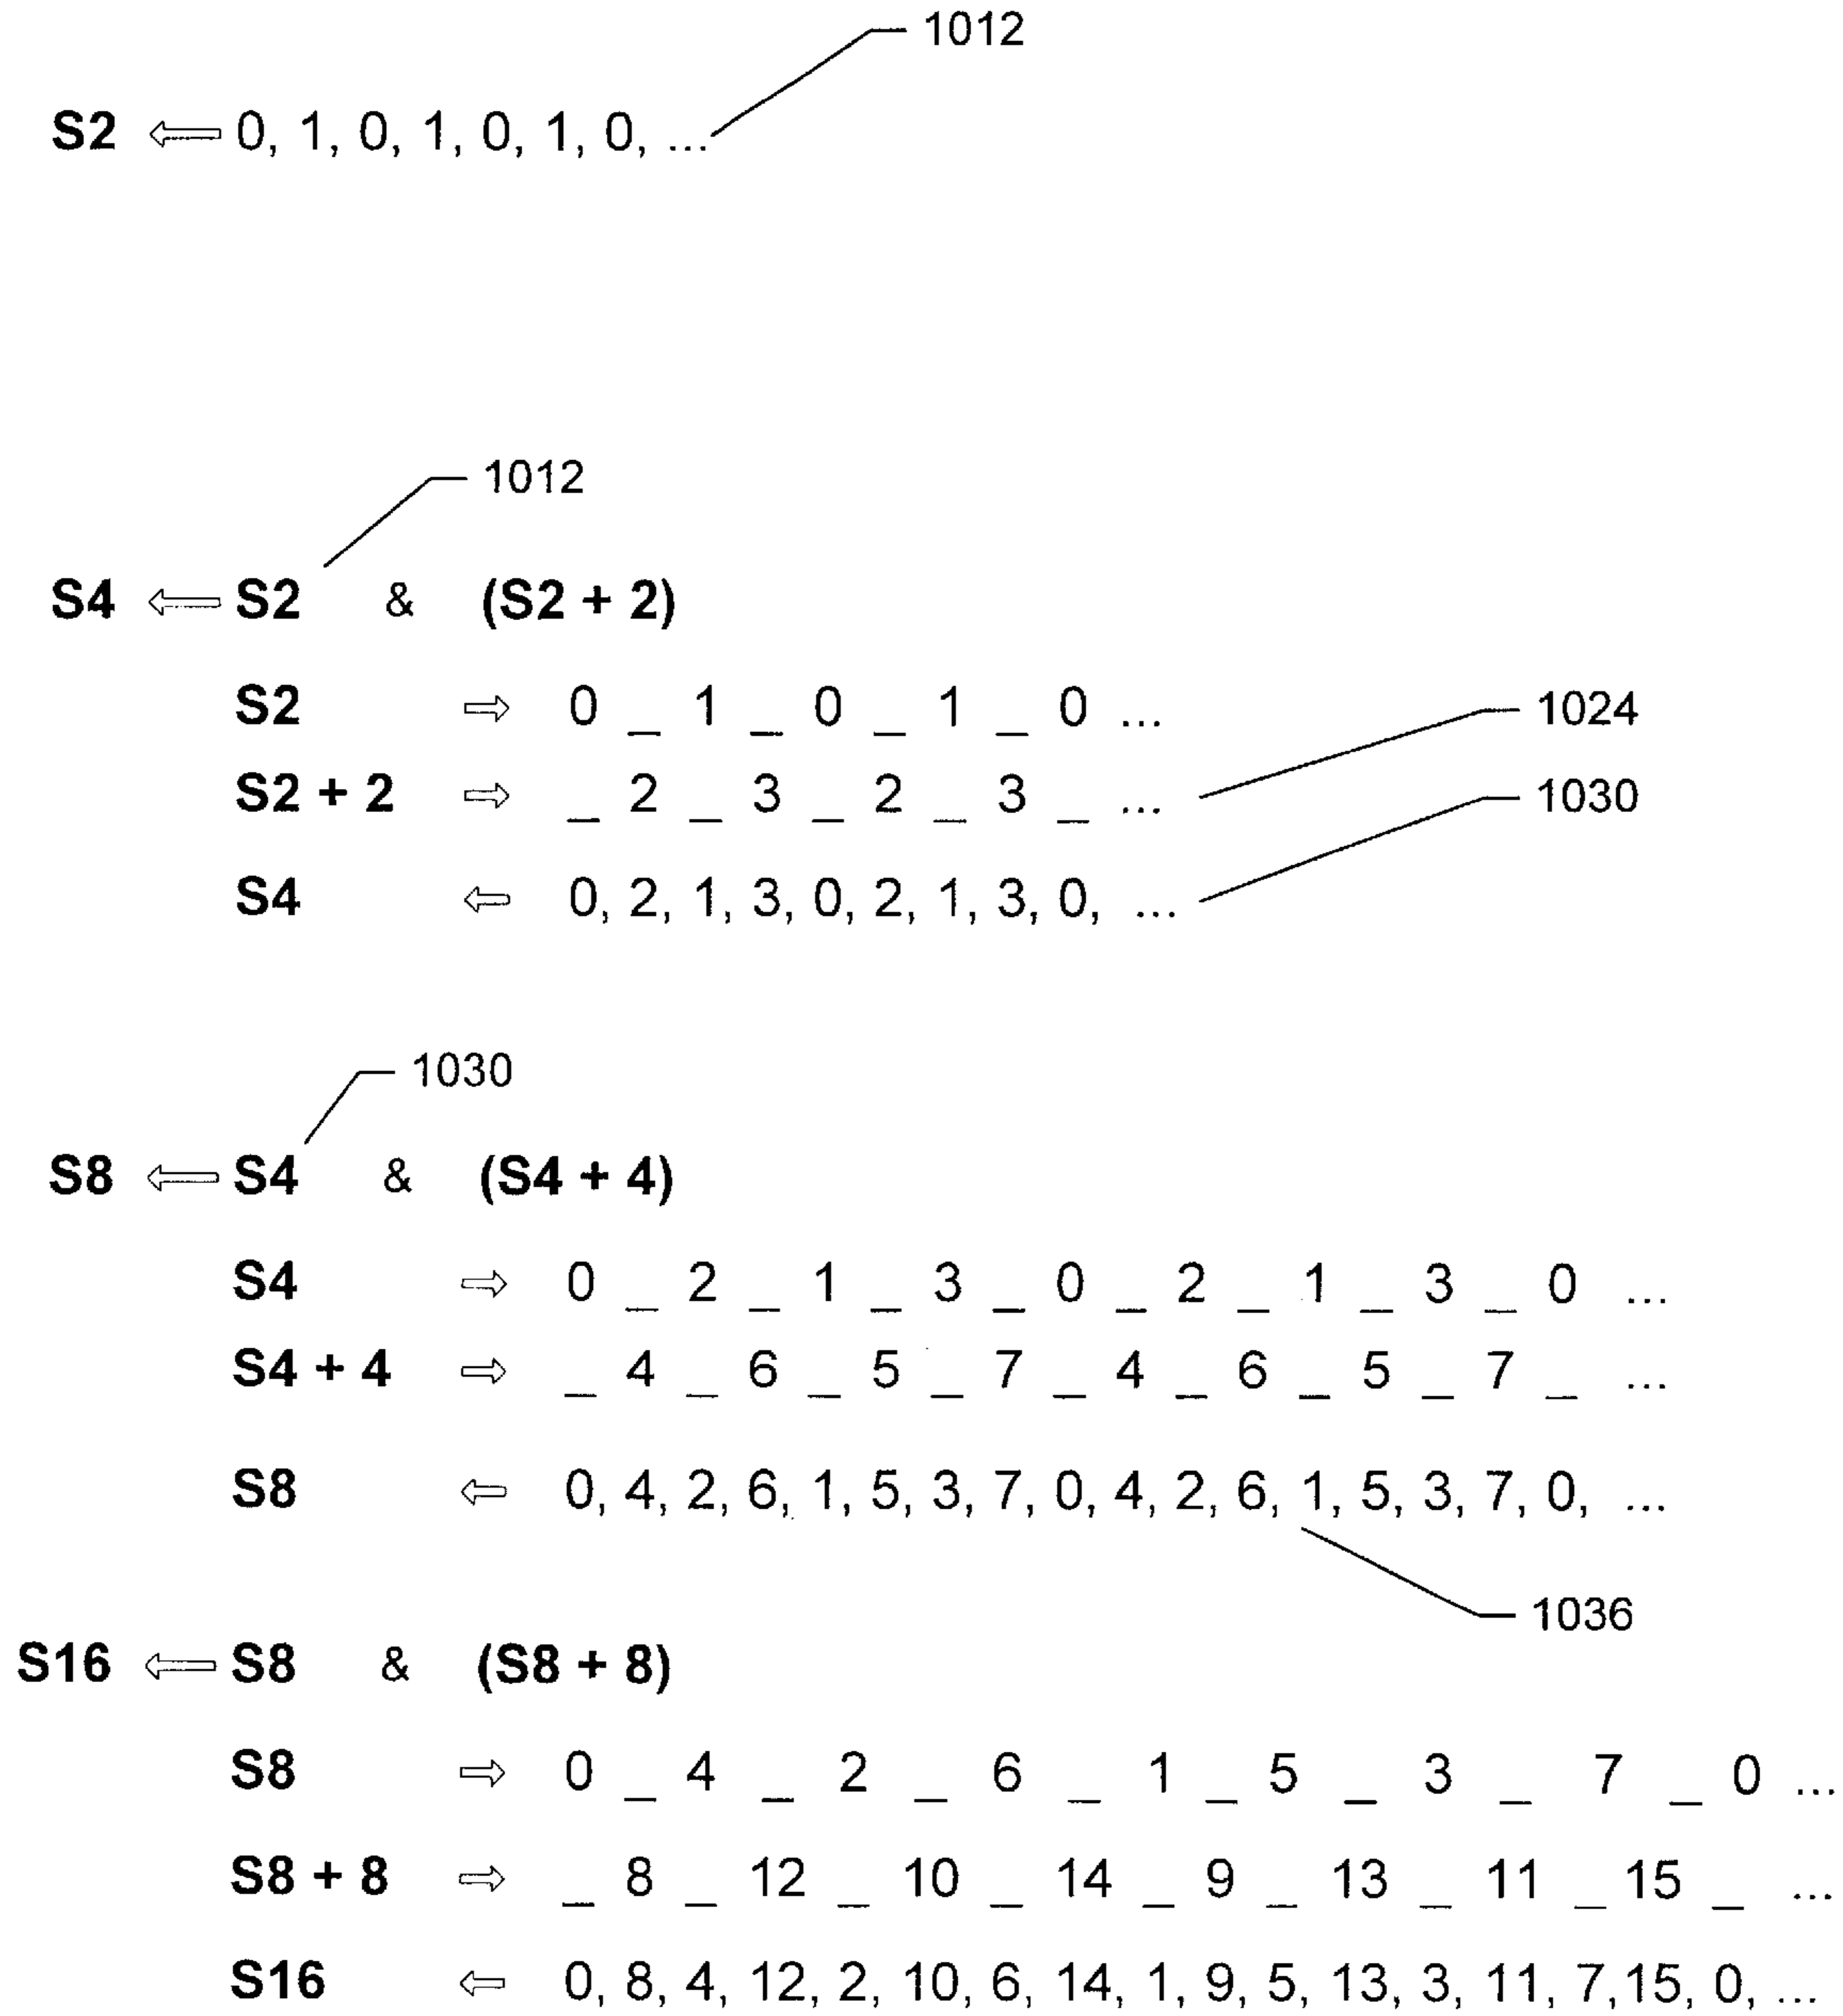 1012
S2 ⇐ 0, 1, 0, 1, 0, 1, 0, ...
1012
S4 ⇐ S2 & (S2 + 2)
S2 ⇒ 0 _ 1 _ 0 _ 1 _ 0 ...
1024
S2 + 2 ⇒ _ 2 _ 3 _ 2 _ 3 _ ...
1030
S4 ⇐ 0, 2, 1, 3, 0, 2, 1, 3, 0, ...
1030
S8 ⇐ S4 & (S4 + 4)
S4 ⇒ 0 _ 2 _ 1 _ 3 _ 0 _ 2 _ 1 _ 3 _ 0 ...
S4 + 4 ⇒ _ 4 _ 6 _ 5 _ 7 _ 4 _ 6 _ 5 _ 7 _ ...
S8 ⇐ 0, 4, 2, 6, 1, 5, 3, 7, 0, 4, 2, 6, 1, 5, 3, 7, 0, ...
1036
S16 ⇐ S8 & (S8 + 8)
S8 ⇒ 0 _ 4 _ 2 _ 6 _ 1 _ 5 _ 3 _ 7 _ 0 ...
S8 + 8 ⇒ _ 8 _ 12 _ 10 _ 14 _ 9 _ 13 _ 11 _ 15 _ ...
S16 ⇐ 0, 8, 4, 12, 2, 10, 6, 14, 1, 9, 5, 13, 3, 11, 7, 15, 0, ...